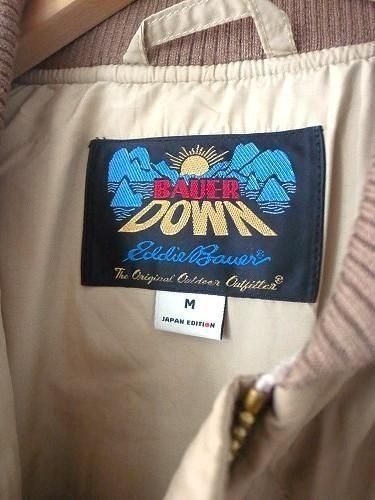 BAUER
DOWN
Eddie Bauer®
The Original Outdoor Outfitter®
M
JAPAN EDITION